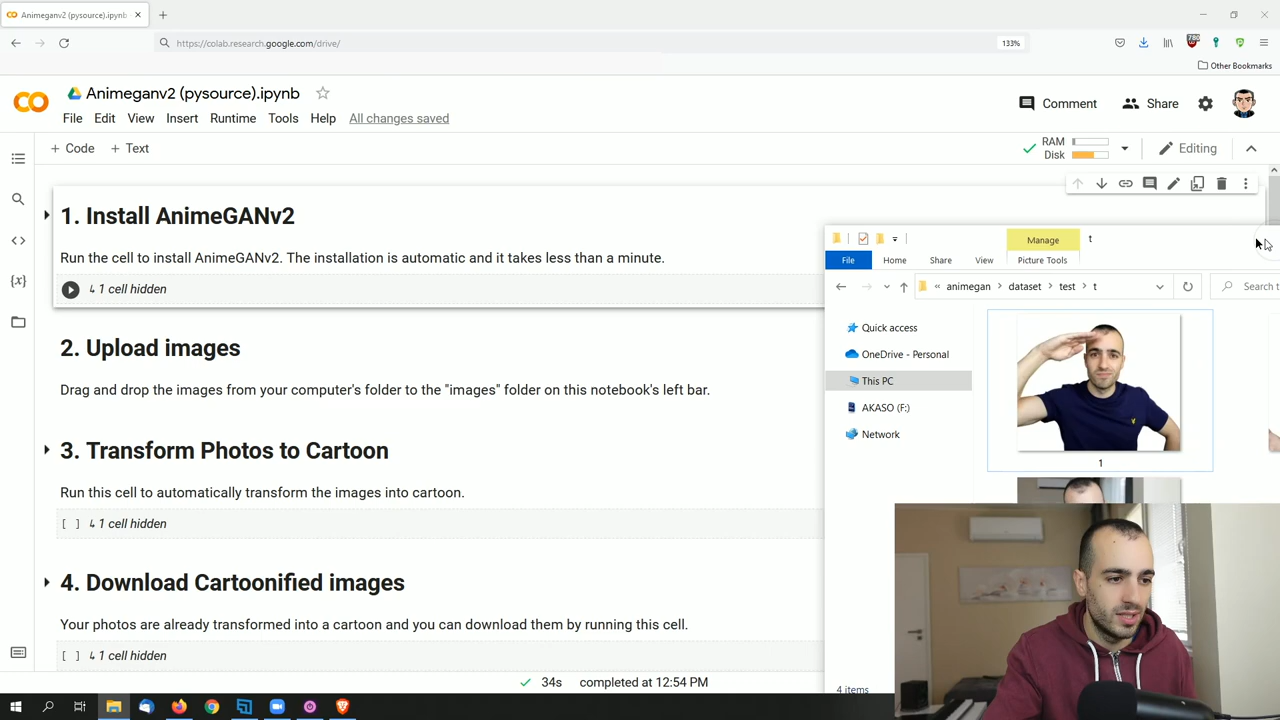 Animeganv2 (pysource).ipynb
https://colab.research.google.com/drive/
133%
Other Bookmarks
Animeganv2 (pysource).ipynb
Comment
Share
File Edit View Insert Runtime Tools Help All changes saved
+ Code + Text
RAM
Disk
Editing
1. Install AnimeGANv2
Run the cell to install AnimeGANv2. The installation is automatic and it takes less than a minute.
↳ 1 cell hidden
2. Upload images
Drag and drop the images from your computer's folder to the "images" folder on this notebook's left bar.
3. Transform Photos to Cartoon
Run this cell to automatically transform the images into cartoon.
[ ] ↳ 1 cell hidden
4. Download Cartoonified images
Your photos are already transformed into a cartoon and you can download them by running this cell.
[ ] ↳ 1 cell hidden
34s completed at 12:54 PM
Manage
t
File Home Share View Picture Tools
« animegan > dataset > test > t
Search t
Quick access
OneDrive - Personal
This PC
AKASO (F:)
Network
1
4 items